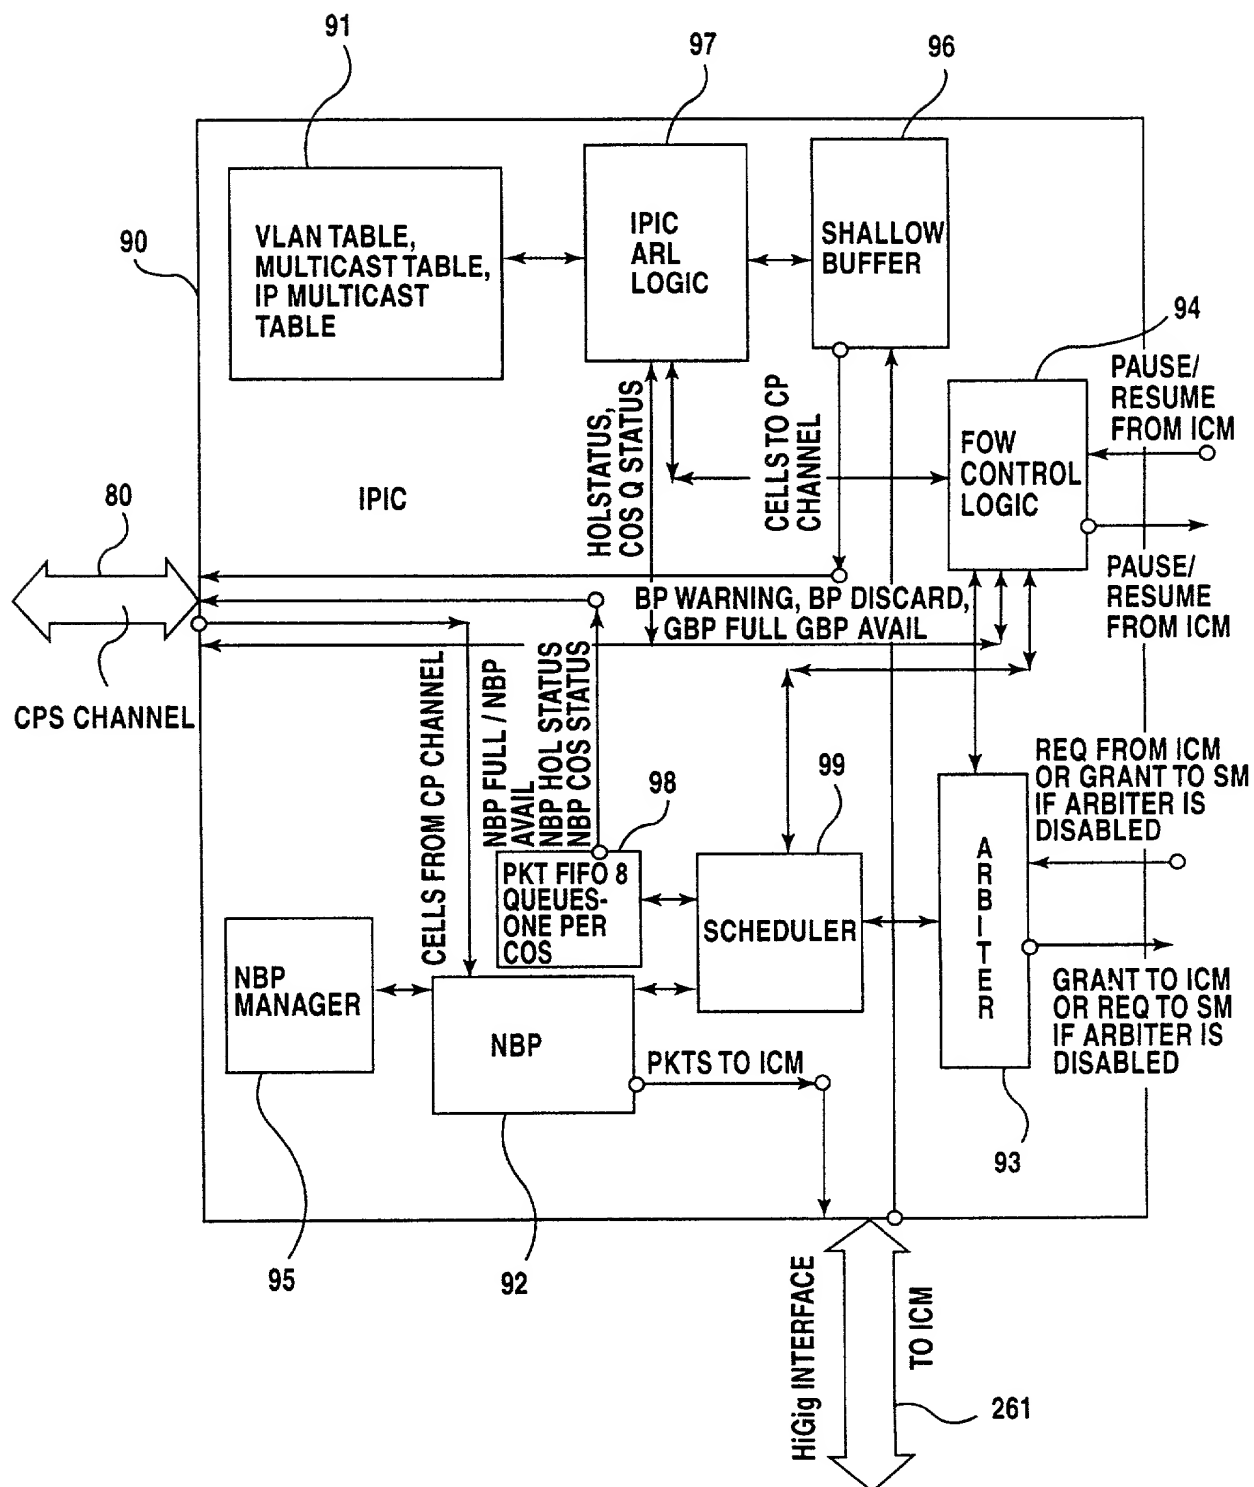 91
97
96
90
VLAN TABLE,
MULTICAST TABLE,
IP MULTICAST
TABLE
IPIC
ARL
LOGIC
SHALLOW
BUFFER
94
PAUSE/
RESUME
FROM ICM
FOW
CONTROL
LOGIC
HOLSTATUS,
COS Q STATUS
CELLS TO CP
CHANNEL
IPIC
80
PAUSE/
RESUME
FROM ICM
BP WARNING, BP DISCARD,
GBP FULL GBP AVAIL
CPS CHANNEL
CELLS FROM CP CHANNEL
NBP FULL / NBP
AVAIL
NBP HOL STATUS
NBP COS STATUS
98
99
REQ FROM ICM
OR GRANT TO SM
IF ARBITER IS
DISABLED
PKT FIFO 8
QUEUES-
ONE PER
COS
SCHEDULER
ARBITER
NBP
MANAGER
NBP
PKTS TO ICM
GRANT TO ICM
OR REQ TO SM
IF ARBITER IS
DISABLED
93
95
92
HiGig INTERFACE
TO ICM
261